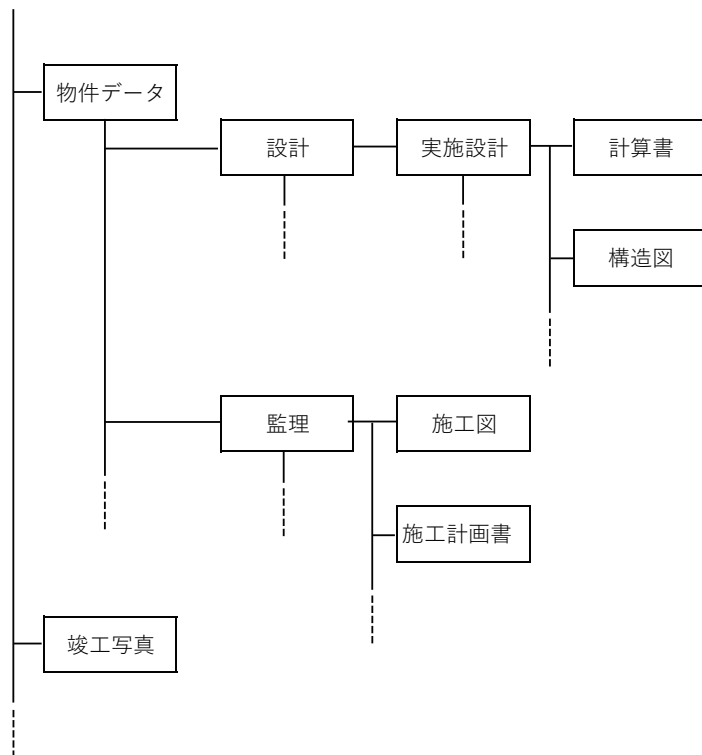 物件データ
設計
実施設計
計算書
構造図
監理
施工図
施工計画書
竣工写真